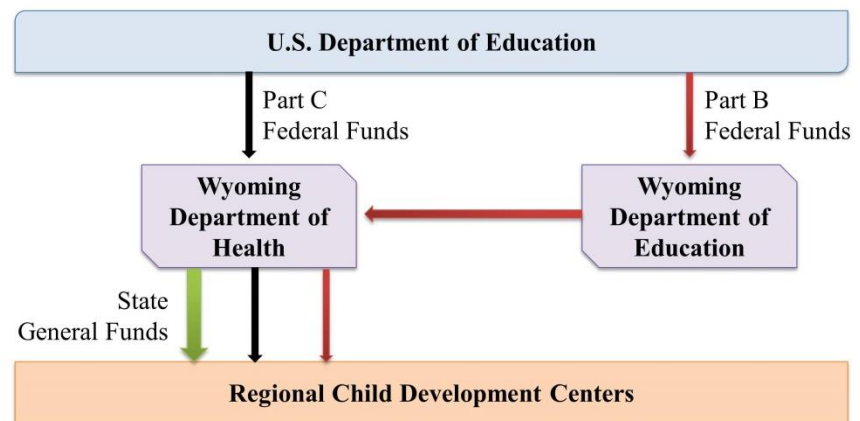 U.S. Department of Education
Part C
Federal Funds
Part B
Federal Funds
Wyoming
Department of
Health
Wyoming
Department of
Education
State
General Funds
Regional Child Development Centers